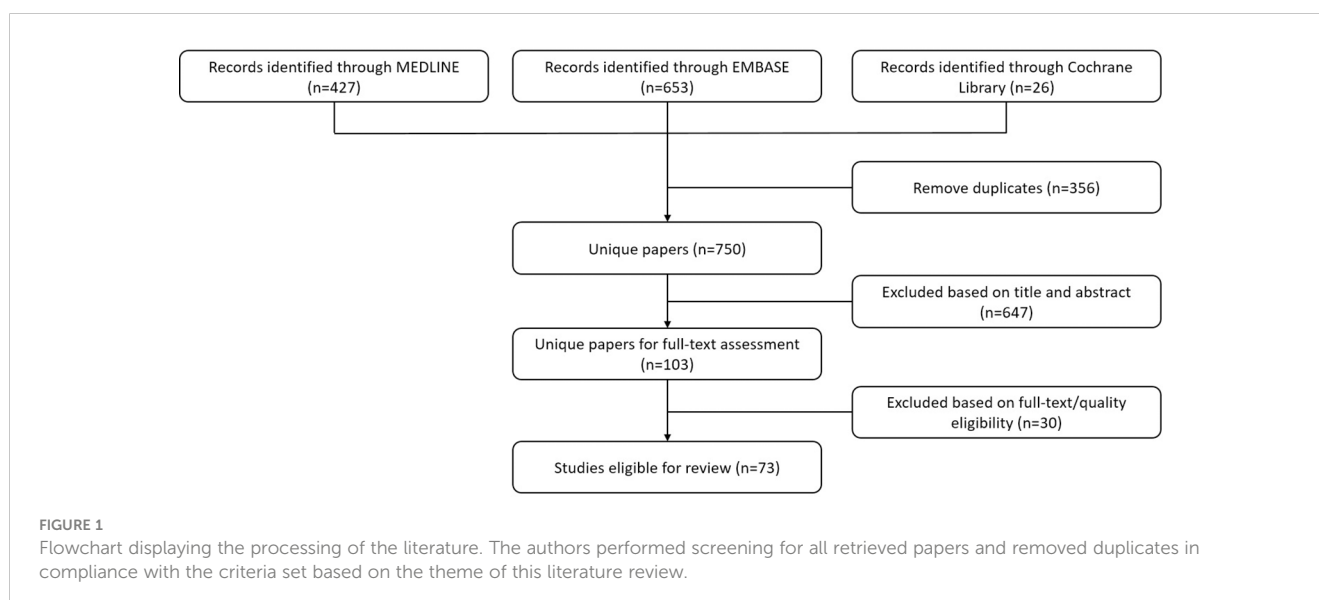 Records identified through MEDLINE
(n=427)
Records identified through EMBASE
(n=653)
Records identified through Cochrane
Library (n=26)
Remove duplicates (n=356)
Unique papers (n=750)
Excluded based on title and abstract
(n=647)
Unique papers for full-text assessment
(n=103)
Excluded based on full-text/quality
eligibility (n=30)
Studies eligible for review (n=73)
FIGURE 1
Flowchart displaying the processing of the literature. The authors performed screening for all retrieved papers and removed duplicates in
compliance with the criteria set based on the theme of this literature review.